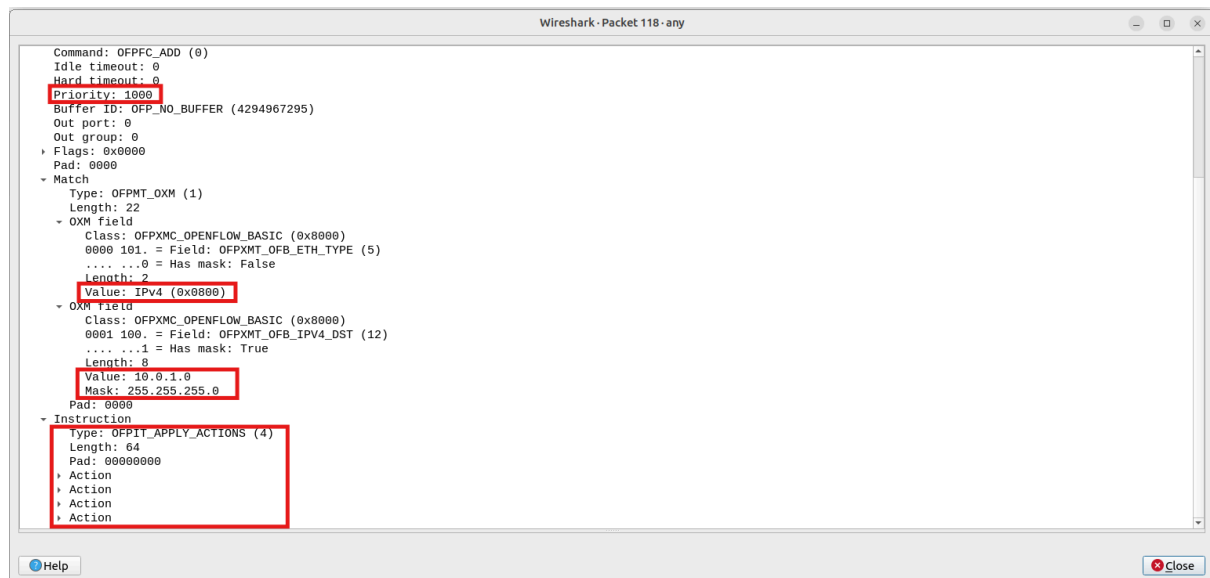 Wireshark · Packet 118 · any
Command: OFPFC_ADD (0)
Idle timeout: 0
Hard timeout: 0
Priority: 1000
Buffer ID: OFP_NO_BUFFER (4294967295)
Out port: 0
Out group: 0
Flags: 0x0000
Pad: 0000
Match
Type: OFPMT_OXM (1)
Length: 22
OXM field
Class: OFPXMC_OPENFLOW_BASIC (0x8000)
0000 101. = Field: OFPXMT_OFB_ETH_TYPE (5)
.... ...0 = Has mask: False
Length: 2
Value: IPv4 (0x0800)
OXM field
Class: OFPXMC_OPENFLOW_BASIC (0x8000)
0001 100. = Field: OFPXMT_OFB_IPV4_DST (12)
.... ...1 = Has mask: True
Length: 8
Value: 10.0.1.0
Mask: 255.255.255.0
Pad: 0000
Instruction
Type: OFPIT_APPLY_ACTIONS (4)
Length: 64
Pad: 00000000
Action
Action
Action
Action
Help
Close